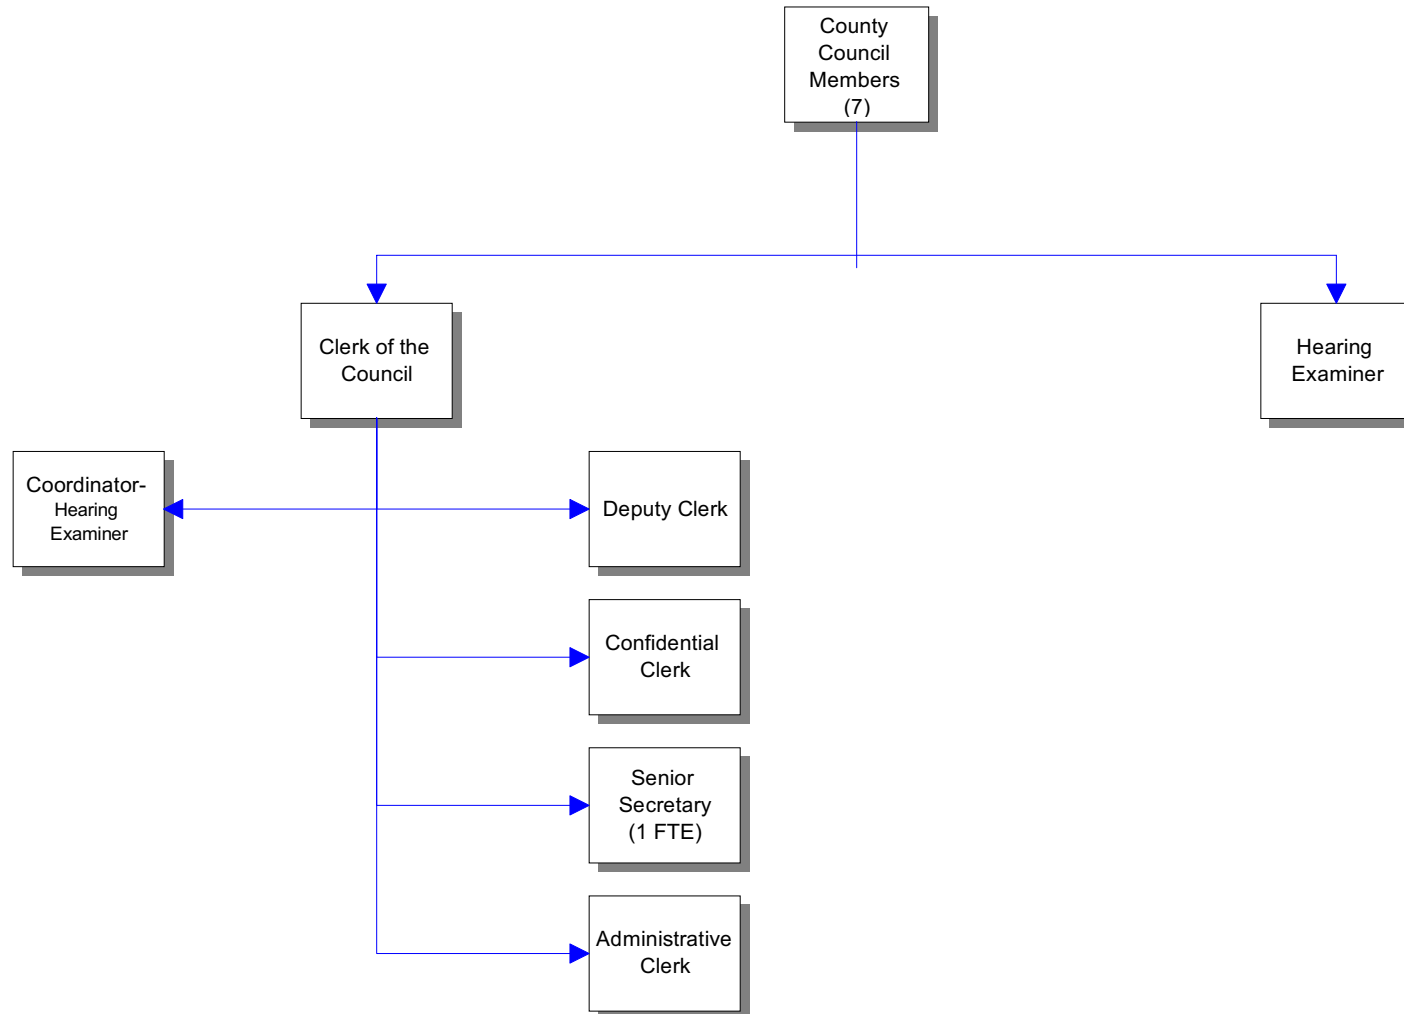 County
Council
Members
(7)
Clerk of the
Council
Hearing
Examiner
Coordinator-
Hearing
Examiner
Deputy Clerk
Confidential
Clerk
Senior
Secretary
(1 FTE)
Administrative
Clerk